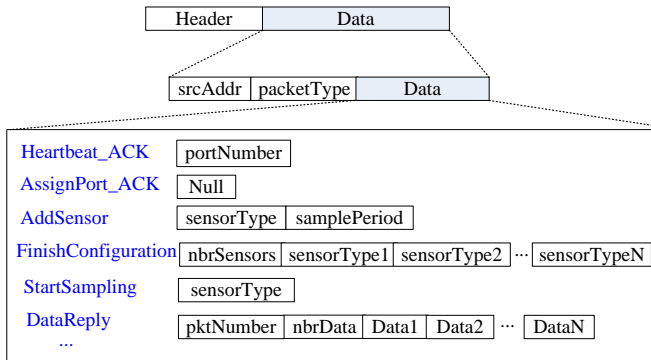 Header Data
srcAddr packetType Data
Heartbeat_ACK portNumber
AssignPort_ACK Null
AddSensor sensorType samplePeriod
FinishConfiguration nbrSensors sensorType1 sensorType2 ... sensorTypeN
StartSampling sensorType
DataReply pktNumber nbrData Data1 Data2 ... DataN
...